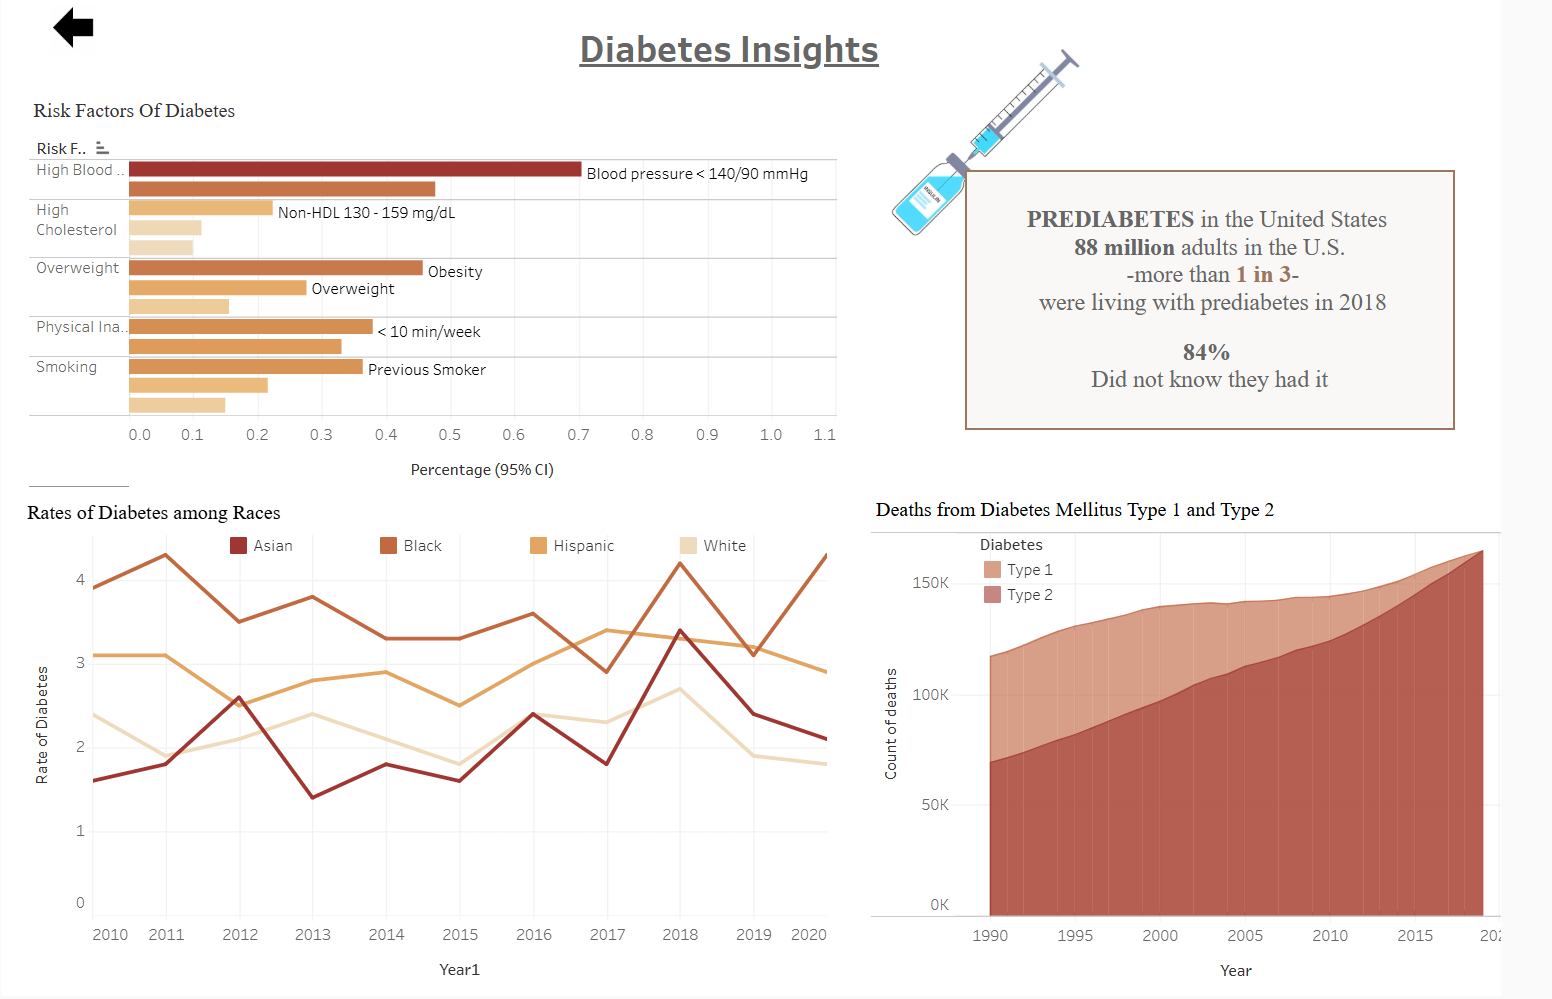 Diabetes Insights
Risk Factors Of Diabetes
Risk F..
High Blood ..
Blood pressure < 140/90 mmHg
High
Cholesterol
Non-HDL 130 - 159 mg/dL
Overweight
Obesity
Overweight
Physical Ina..
< 10 min/week
Smoking
Previous Smoker
0.0 0.1 0.2 0.3 0.4 0.5 0.6 0.7 0.8 0.9 1.0 1.1
Percentage (95% CI)
INSULIN
PREDIABETES in the United States
88 million adults in the U.S.
-more than 1 in 3-
were living with prediabetes in 2018
84%
Did not know they had it
Rates of Diabetes among Races
Asian Black Hispanic White
4
3
2
1
0
Rate of Diabetes
2010 2011 2012 2013 2014 2015 2016 2017 2018 2019 2020
Year1
Deaths from Diabetes Mellitus Type 1 and Type 2
Diabetes
Type 1
Type 2
150K
100K
50K
0K
Count of deaths
1990 1995 2000 2005 2010 2015 202
Year